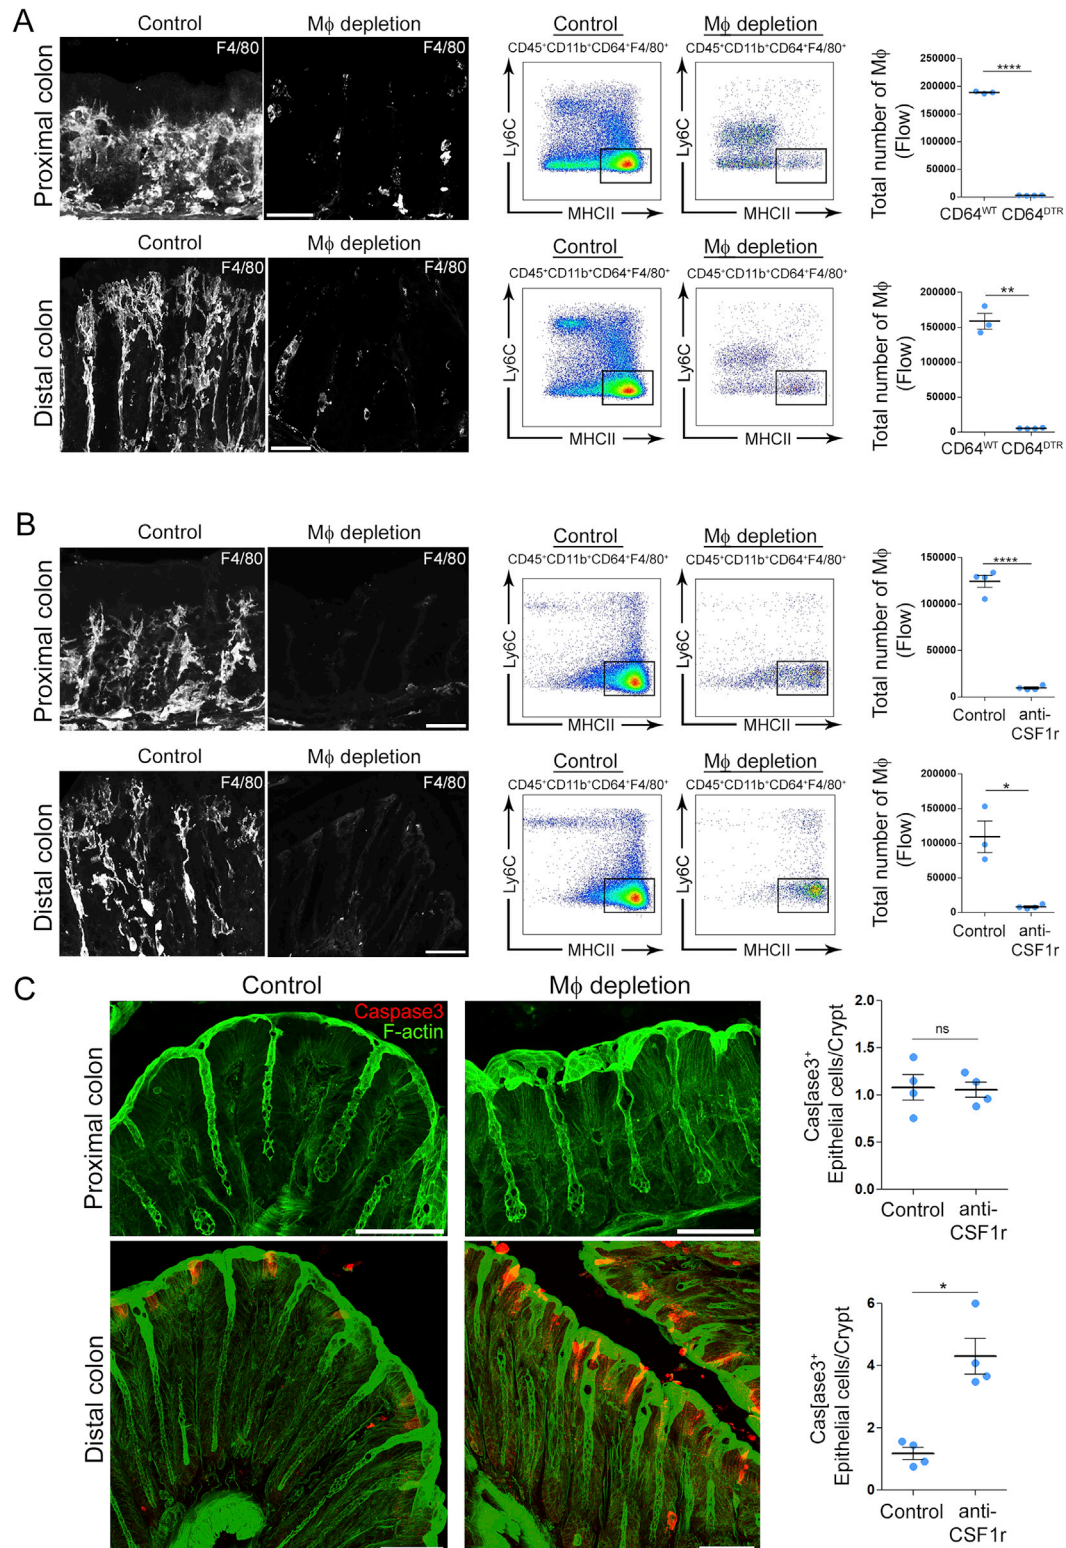 A
Control
Mϕ depletion
Proximal colon
F4/80
F4/80
Control
Mϕ depletion
CD45⁺CD11b⁺CD64⁺F4/80⁺
CD45⁺CD11b⁺CD64⁺F4/80⁺
Ly6C
MHCII
Ly6C
MHCII
Total number of Mϕ
(Flow)
250000
200000
150000
100000
50000
0
****
CD64ᵂᵀ CD64ᴰᵀᴿ
Control
Mϕ depletion
Distal colon
F4/80
F4/80
Control
Mϕ depletion
CD45⁺CD11b⁺CD64⁺F4/80⁺
CD45⁺CD11b⁺CD64⁺F4/80⁺
Ly6C
MHCII
Ly6C
MHCII
Total number of Mϕ
(Flow)
200000
150000
100000
50000
0
**
CD64ᵂᵀ CD64ᴰᵀᴿ
B
Control
Mϕ depletion
Proximal colon
F4/80
F4/80
Control
Mϕ depletion
CD45⁺CD11b⁺CD64⁺F4/80⁺
CD45⁺CD11b⁺CD64⁺F4/80⁺
Ly6C
MHCII
Ly6C
MHCII
Total number of Mϕ
(Flow)
150000
100000
50000
0
****
Control
anti-
CSF1r
Control
Mϕ depletion
Distal colon
F4/80
F4/80
Control
Mϕ depletion
CD45⁺CD11b⁺CD64⁺F4/80⁺
CD45⁺CD11b⁺CD64⁺F4/80⁺
Ly6C
MHCII
Ly6C
MHCII
Total number of Mϕ
(Flow)
200000
150000
100000
50000
0
*
Control
anti-
CSF1r
C
Control
Mϕ depletion
Proximal colon
Caspase3
F-actin
Cas[ase3⁺
Epithelial cells/Crypt
2.0
1.5
1.0
0.5
0.0
ns
Control
anti-
CSF1r
Distal colon
Cas[ase3⁺
Epithelial cells/Crypt
6
4
2
0
*
Control
anti-
CSF1r